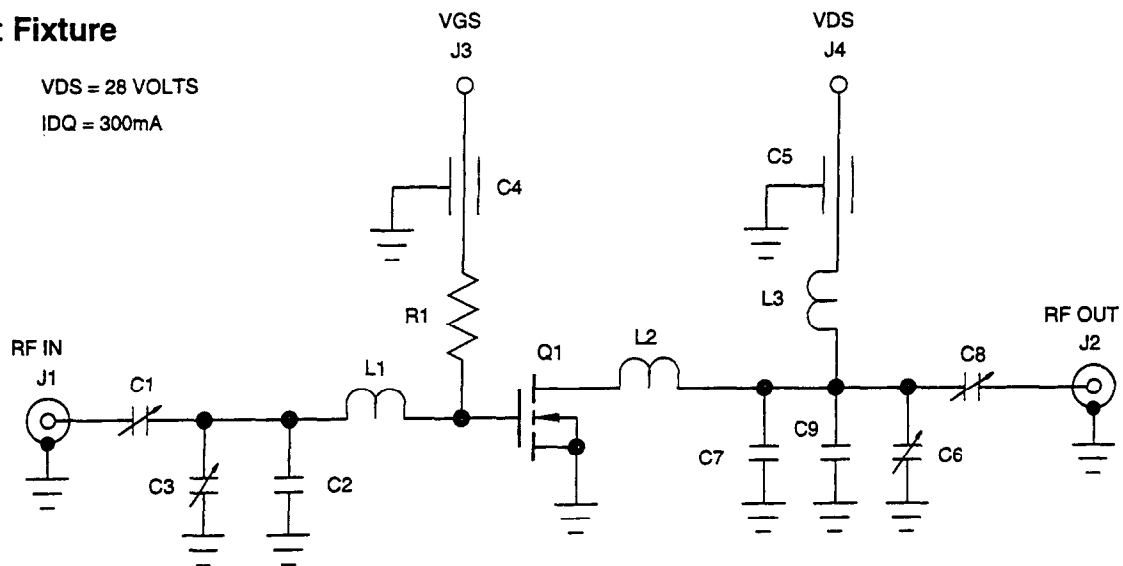 t Fixture
VDS = 28 VOLTS
IDQ = 300mA
VGS
J3
VDS
J4
C4
C5
R1
L3
RF IN
J1
C1
L1
Q1
L2
C8
RF OUT
J2
C3
C2
C7
C9
C6